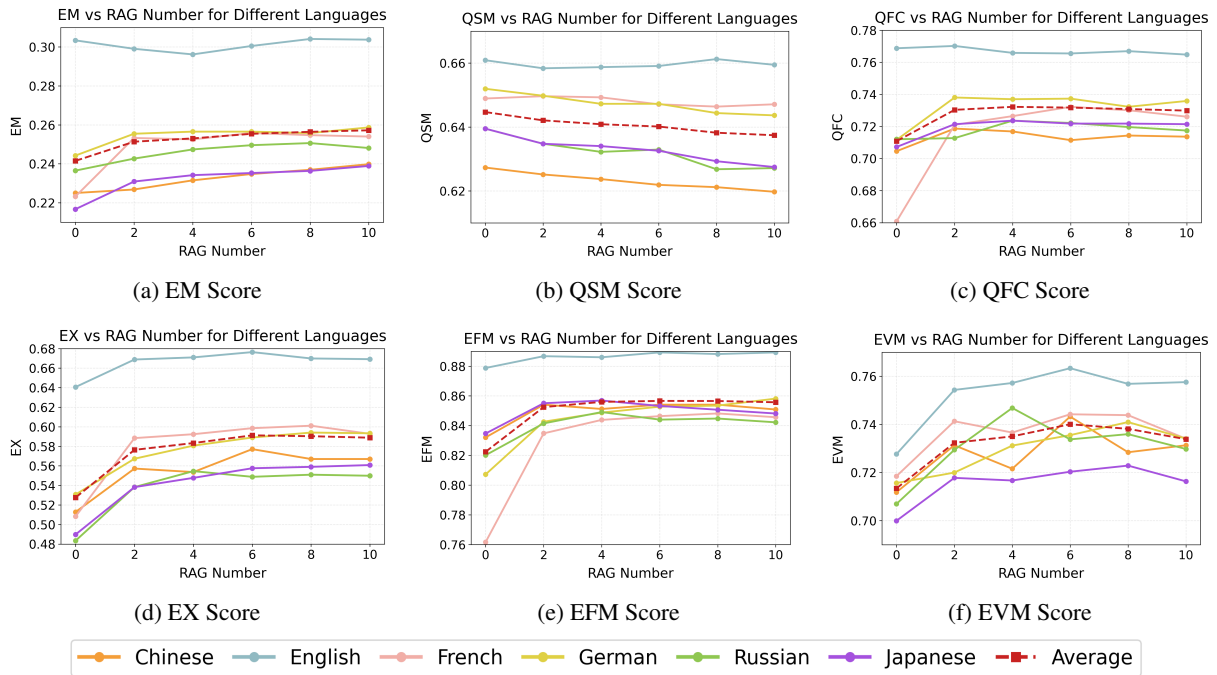 EM vs RAG Number for Different Languages
0.30
0.28
0.26
0.24
0.22
EM
0 2 4 6 8 10
RAG Number
(a) EM Score
QSM vs RAG Number for Different Languages
0.66
0.64
0.62
QSM
0 2 4 6 8 10
RAG Number
(b) QSM Score
QFC vs RAG Number for Different Languages
0.78
0.76
0.74
0.72
0.70
0.68
0.66
QFC
0 2 4 6 8 10
RAG Number
(c) QFC Score
EX vs RAG Number for Different Languages
0.68
0.66
0.64
0.62
0.60
0.58
0.56
0.54
0.52
0.50
0.48
EX
0 2 4 6 8 10
RAG Number
(d) EX Score
EFM vs RAG Number for Different Languages
0.88
0.86
0.84
0.82
0.80
0.78
0.76
EFM
0 2 4 6 8 10
RAG Number
(e) EFM Score
EVM vs RAG Number for Different Languages
0.76
0.74
0.72
0.70
EVM
0 2 4 6 8 10
RAG Number
(f) EVM Score
Chinese English French German Russian Japanese Average